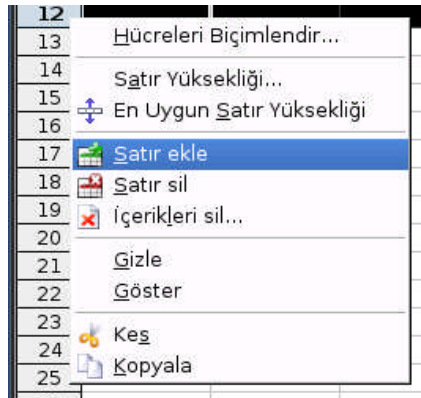 12
13
14
15
16
17
18
19
20
21
22
23
24
25
Hücreleri Biçimlendir...
Satır Yüksekliği...
En Uygun Satır Yüksekliği
Satır ekle
Satır sil
İçerikleri sil...
Gizle
Göster
Kes
Kopyala